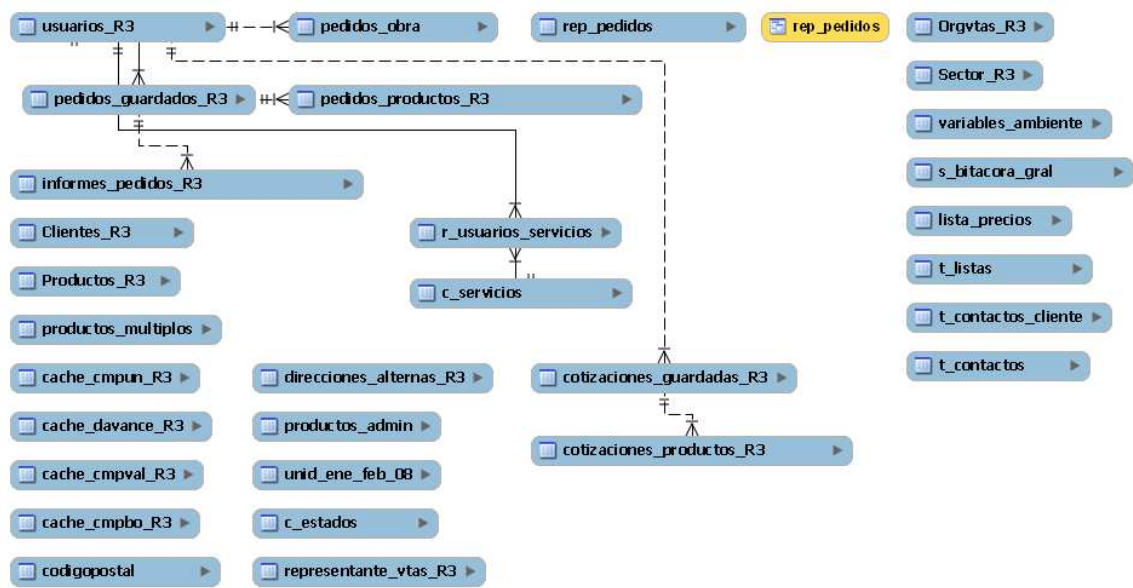 usuarios_R3
pedidos_obra
rep_pedidos
rep_pedidos
Orgvtas_R3
Sector_R3
pedidos_guardados_R3
pedidos_productos_R3
variables_ambiente
s_bitacora_gral
informes_pedidos_R3
Clientes_R3
r_usuarios_servicios
lista_precios
Productos_R3
c_servicios
t_listas
productos_multiplos
t_contactos_cliente
cache_cmpun_R3
direcciones_alternas_R3
cotizaciones_guardadas_R3
t_contactos
cache_davance_R3
productos_admin
cotizaciones_productos_R3
cache_cmpval_R3
unid_ene_feb_08
cache_cmpbo_R3
c_estados
codigopostal
representante_vtas_R3